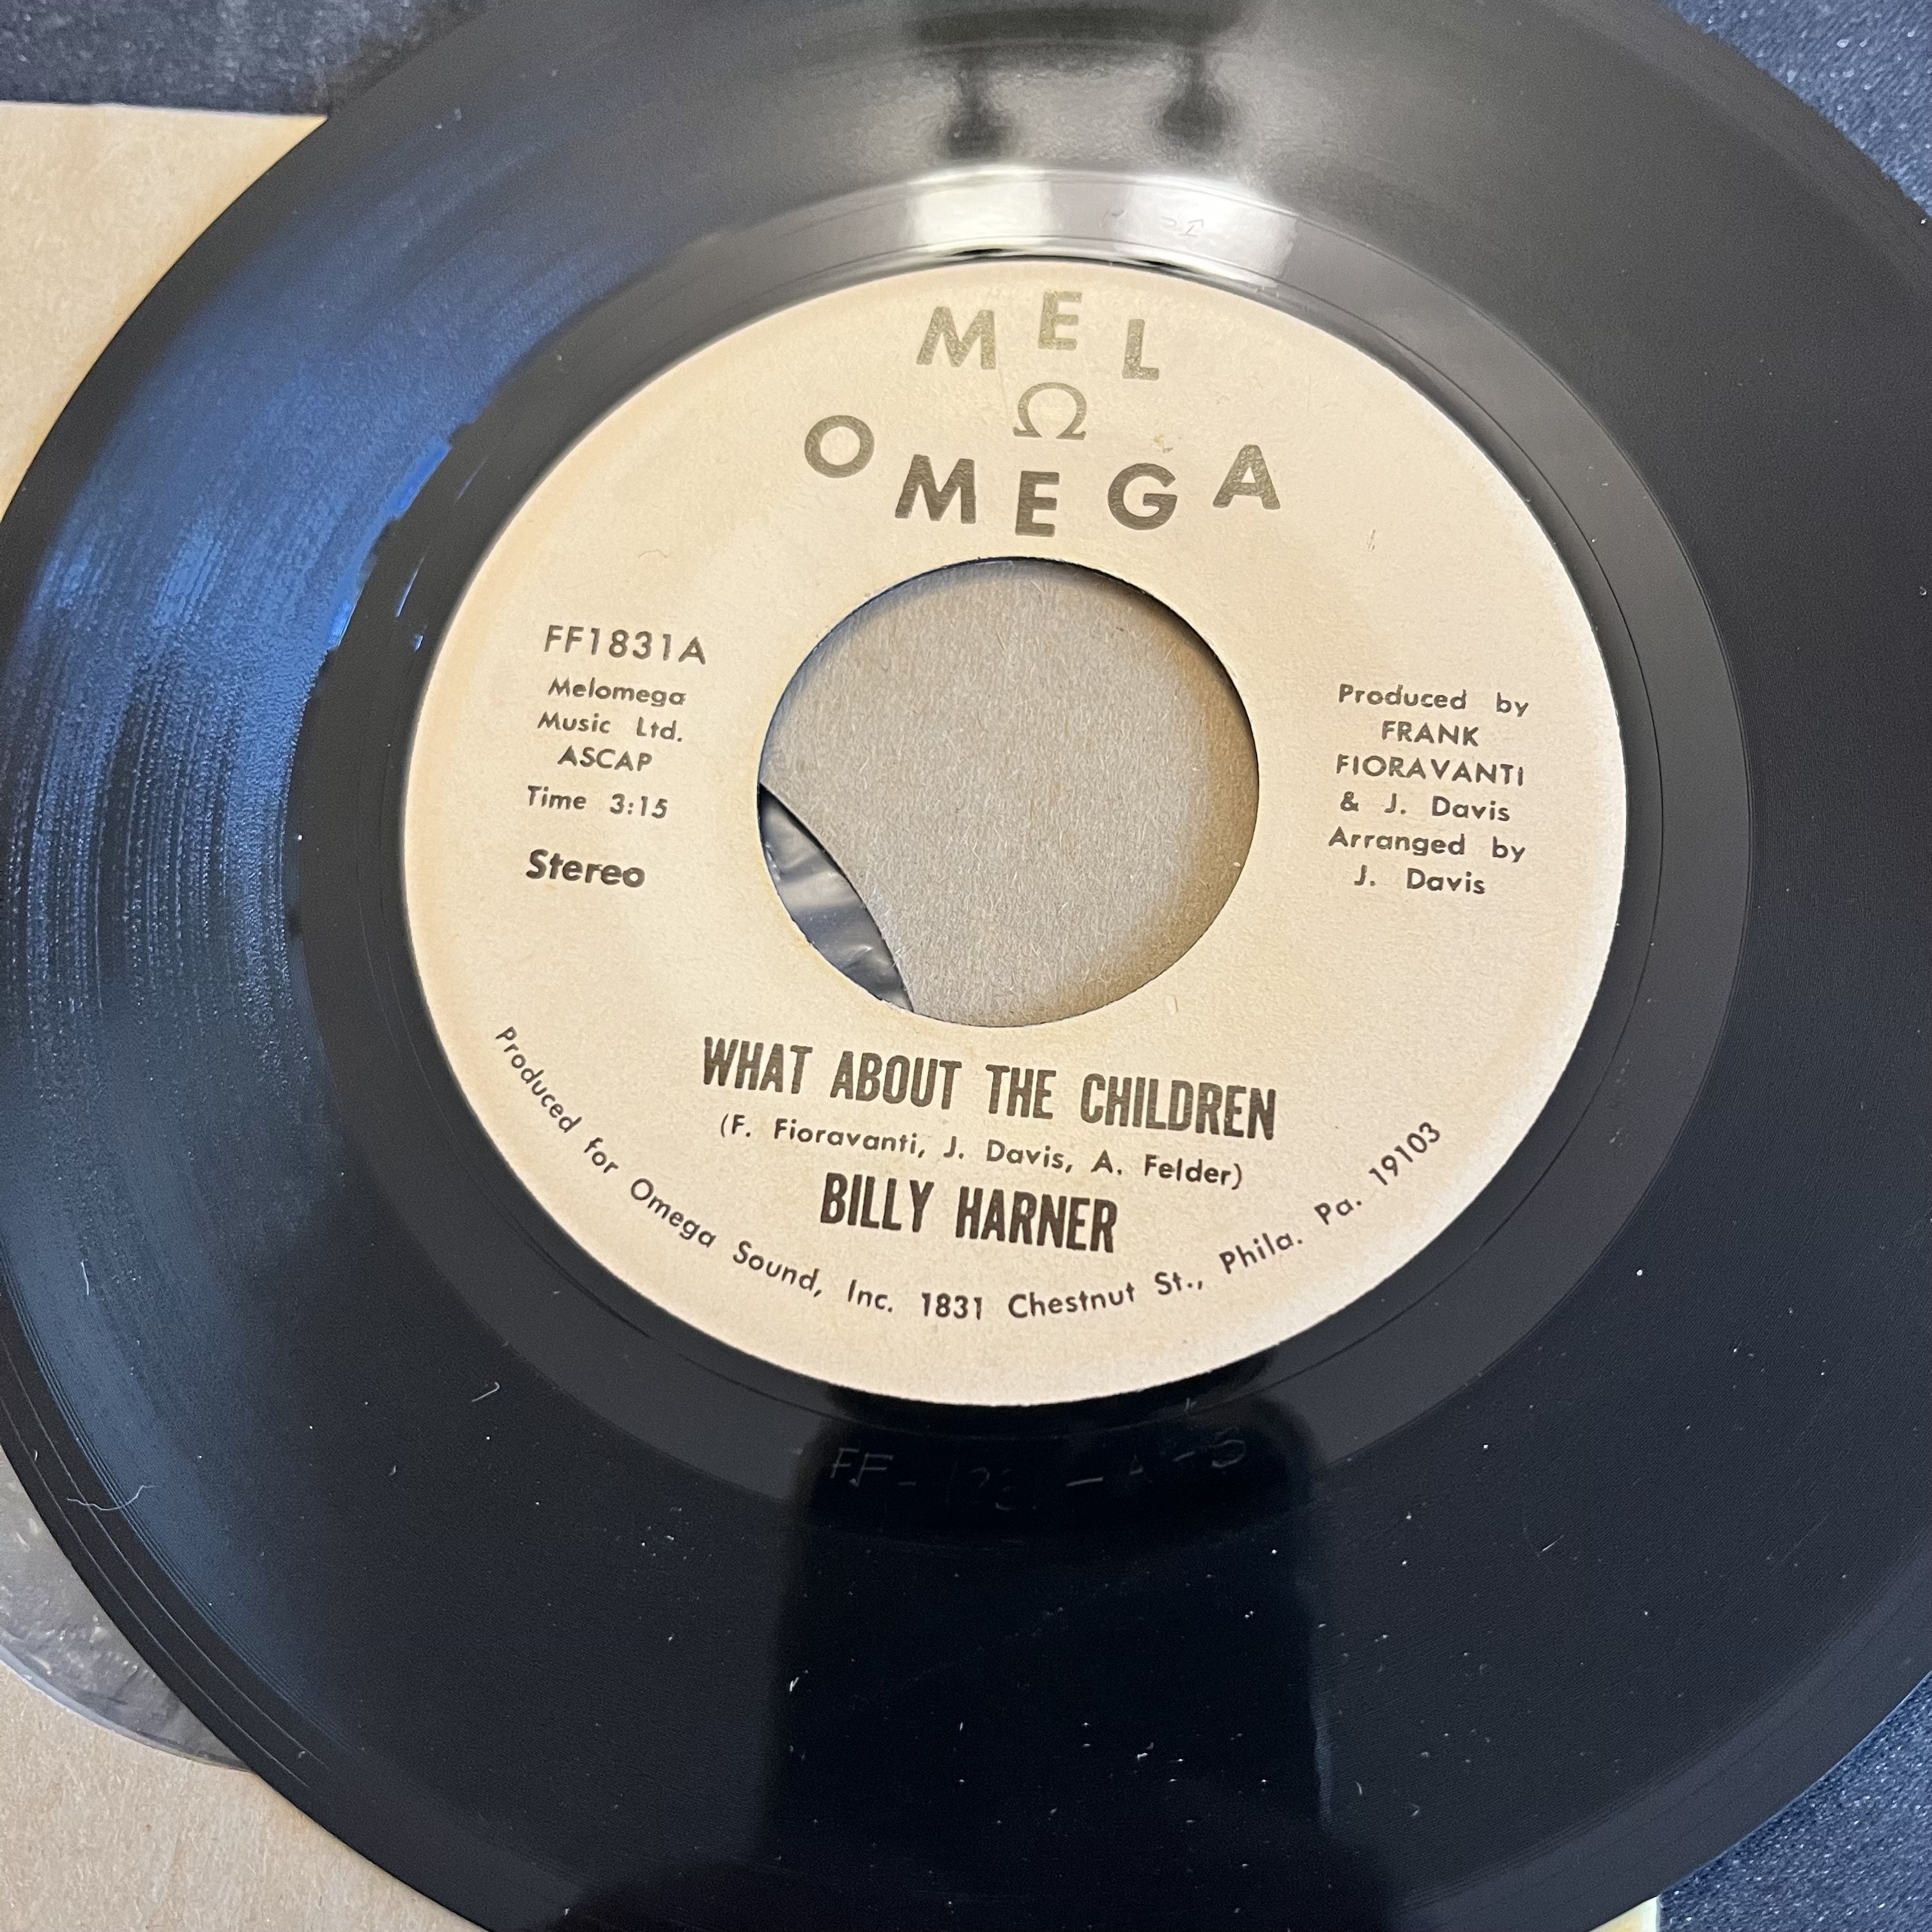 MEL
Ω
OMEGA
FF1831A
Melomega
Music Ltd.
ASCAP
Time 3:15
Stereo
Produced by
FRANK
FIORAVANTI
& J. Davis
Arranged by
J. Davis
WHAT ABOUT THE CHILDREN
(F. Fioravanti, J. Davis, A. Felder)
BILLY HARNER
Produced for Omega Sound, Inc. 1831 Chestnut St., Phila. Pa. 19103